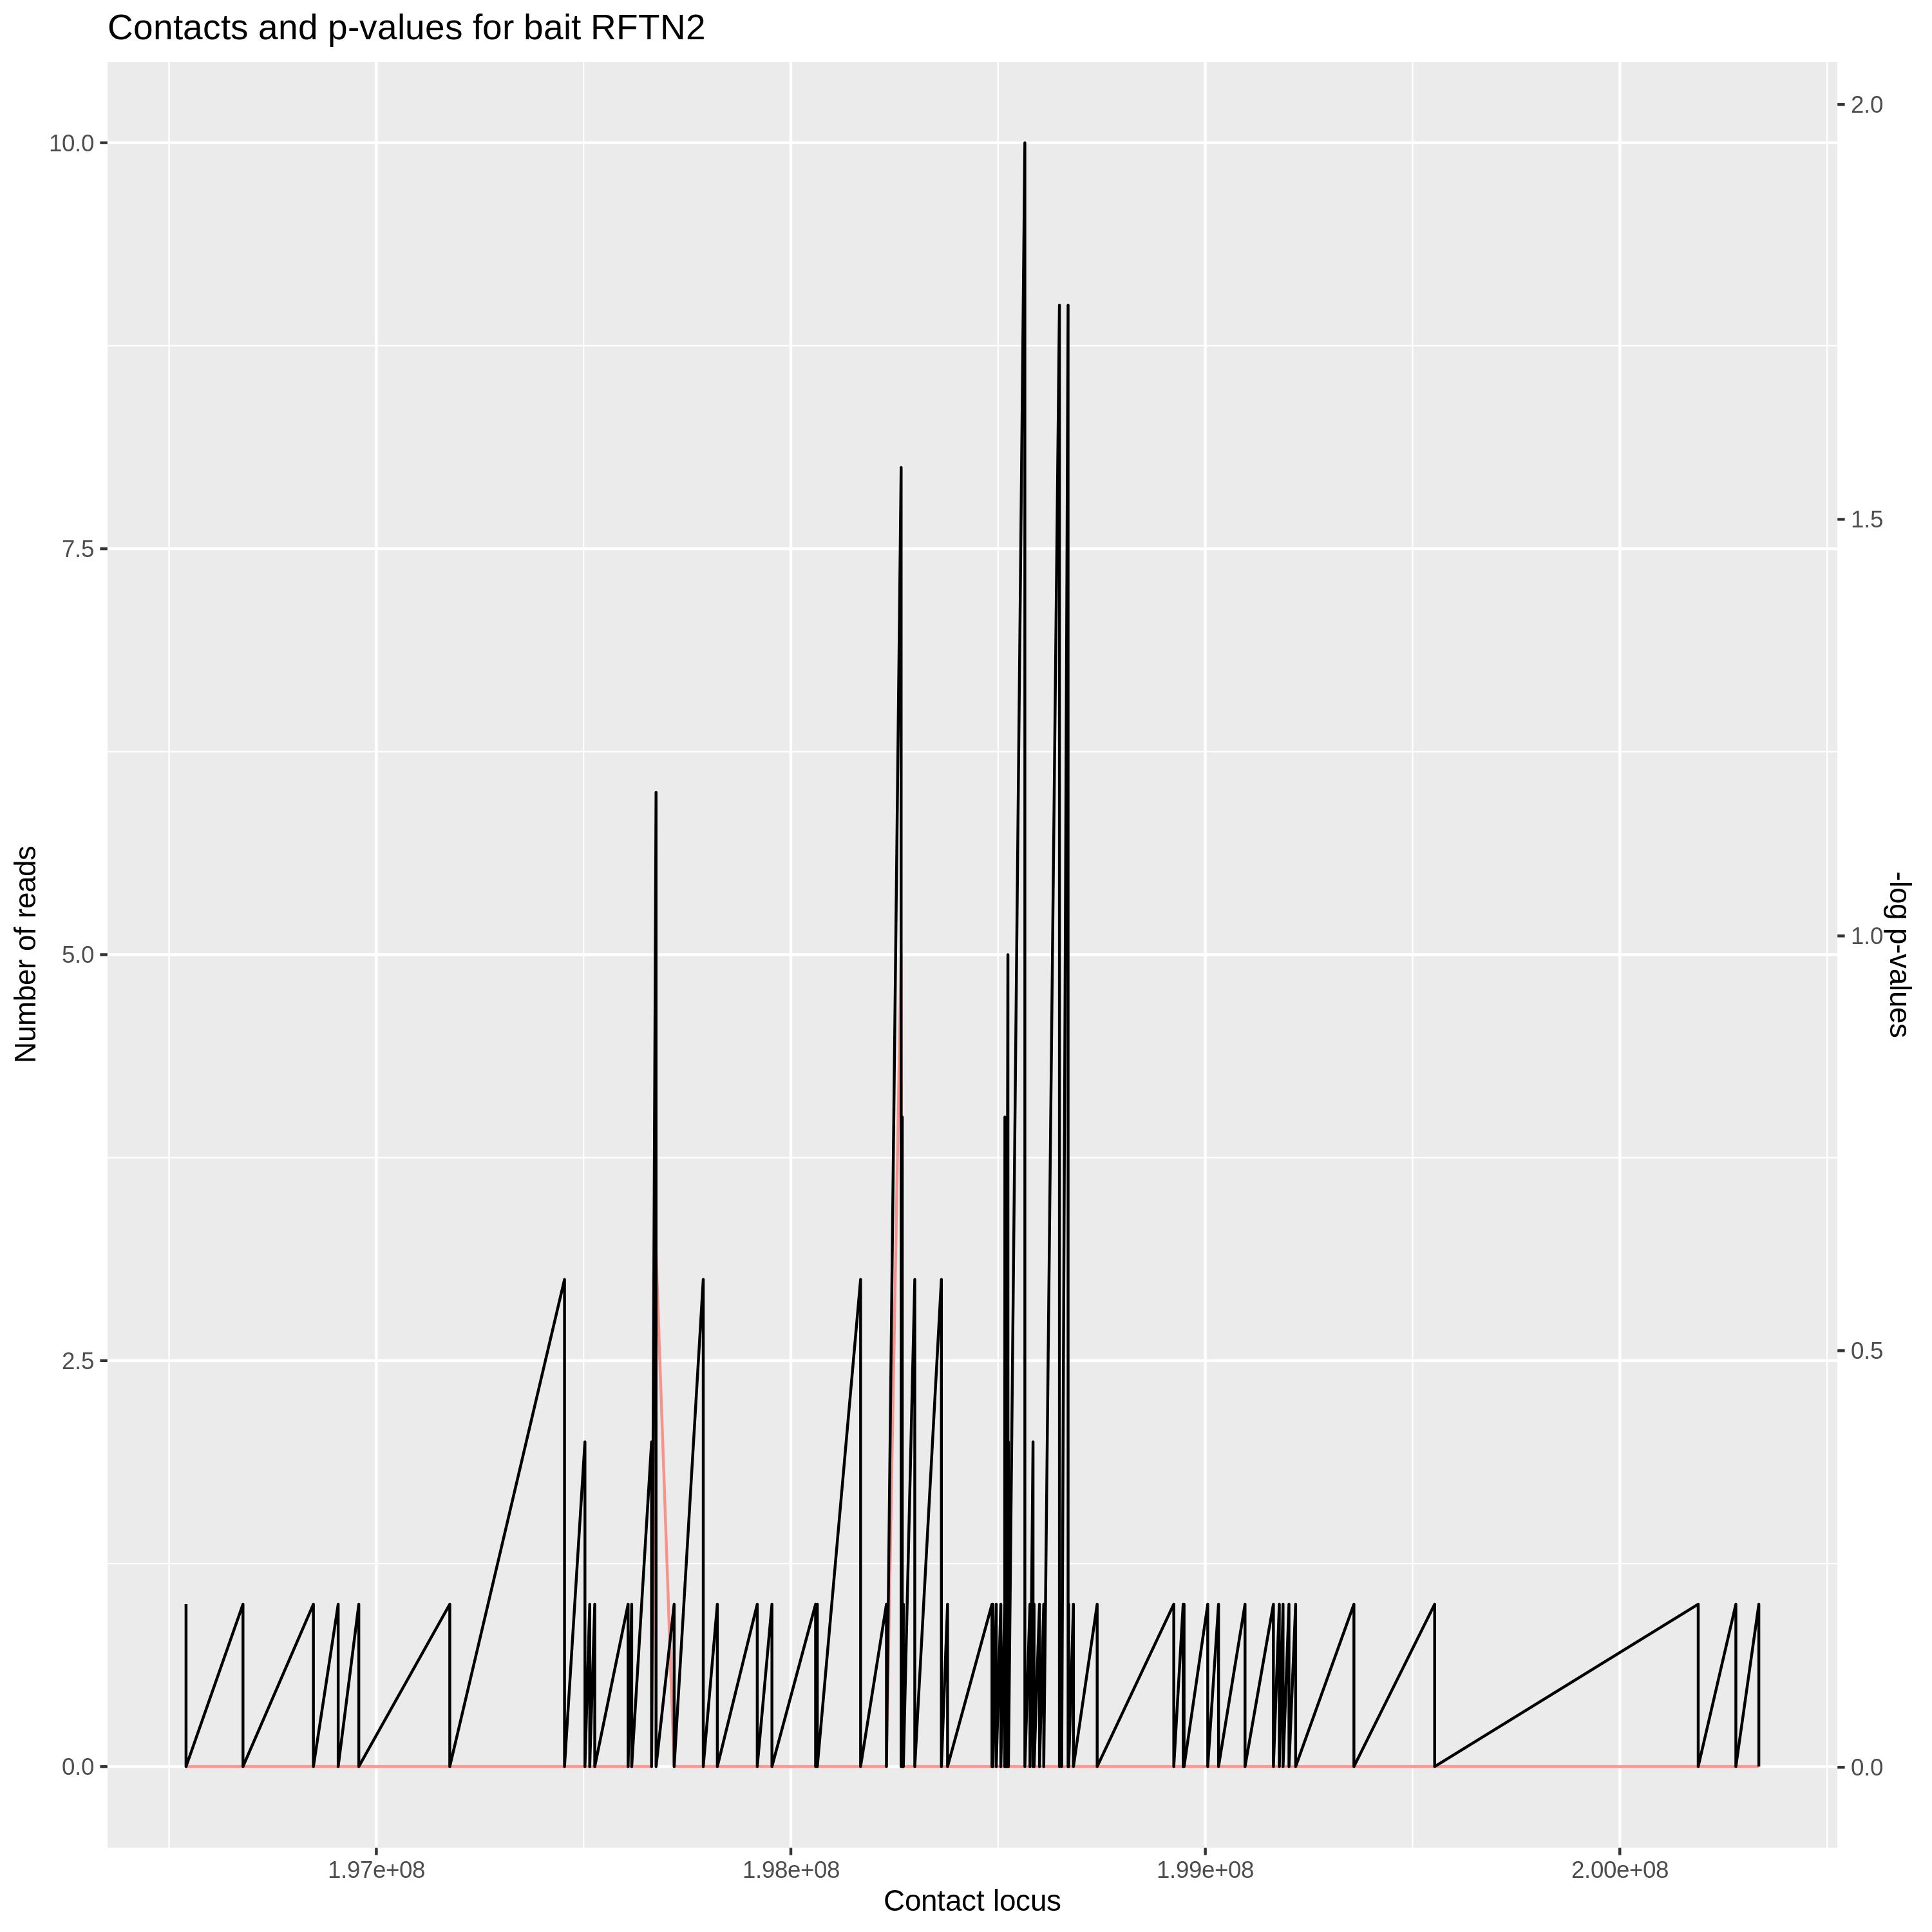 Contacts and p-values for bait RFTN2
10.0
7.5
5.0
2.5
0.0
Number of reads
2.0
1.5
1.0
0.5
0.0
-log p-values
1.97e+08
1.98e+08
1.99e+08
2.00e+08
Contact locus